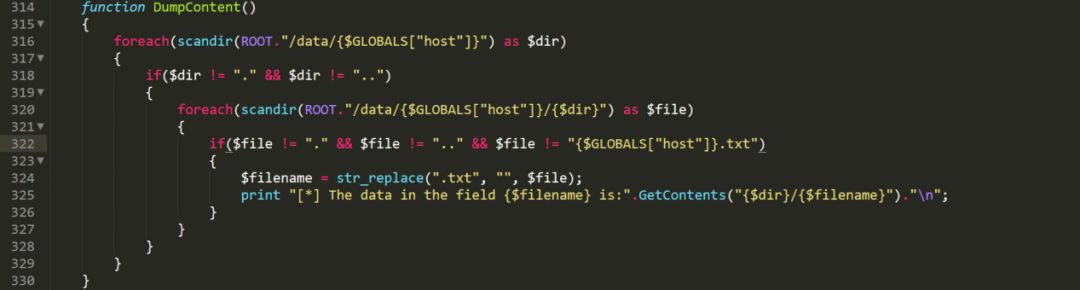 314 function DumpContent()
315 {
316 foreach(scandir(ROOT."/data/{$GLOBALS["host"]}") as $dir)
317 {
318 if($dir != "." && $dir != "..")
319 {
320 foreach(scandir(ROOT."/data/{$GLOBALS["host"]}/{$dir}") as $file)
321 {
322 if($file != "." && $file != ".." && $file != "{$GLOBALS["host"]}.txt")
323 {
324 $filename = str_replace(".txt", "", $file);
325 print "[*] The data in the field {$filename} is:".GetContents("{$dir}/{$filename}")."\n";
326 }
327 }
328 }
329 }
330 }